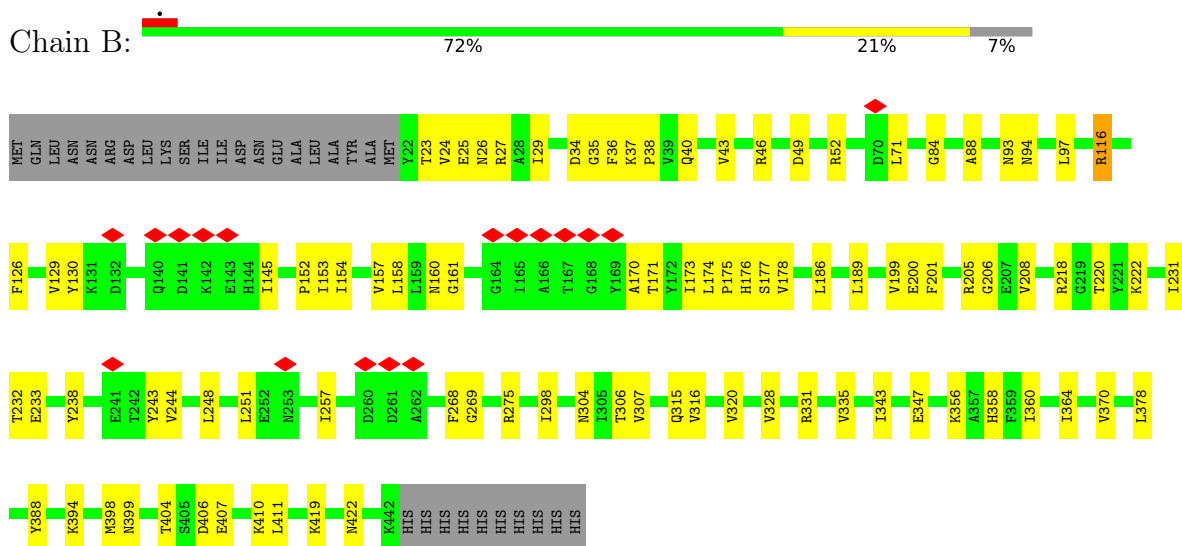 Chain B:
72% 21% 7%
MET GLN LEU ASN ASN ARG ASP LEU LYS SER ILE ILE ASP ASN GLU ALA LEU ALA TYR ALA MET Y22 T23 V24 E25 N26 R27 A28 I29 D34 G35 F36 K37 P38 V39 Q40 V43 R46 D49 R52 D70 L71 G84 A88 N93 N94 L97 R116
F126 V129 Y130 K131 D132 Q140 D141 K142 E143 H144 I145 P152 I153 I154 V157 L158 L159 N160 G161 G164 I165 A166 T167 G168 Y169 A170 T171 Y172 I173 L174 P175 H176 S177 V178 L186 L189 V199 E200 F201 R205 G206 E207 V208 R218 G219 T220 Y221 K222 I231
T232 E233 Y238 E241 T242 Y243 V244 L248 L251 E252 N253 I257 D260 D261 A262 F268 G269 R275 I298 N304 I305 T306 V307 Q315 V316 V320 V328 R331 V335 I343 E347 K356 A357 H358 F359 I360 I364 V370 L378
Y388 K394 M398 N399 T404 S405 D406 E407 K410 L411 K419 N422 K442 HIS HIS HIS HIS HIS HIS HIS HIS HIS HIS